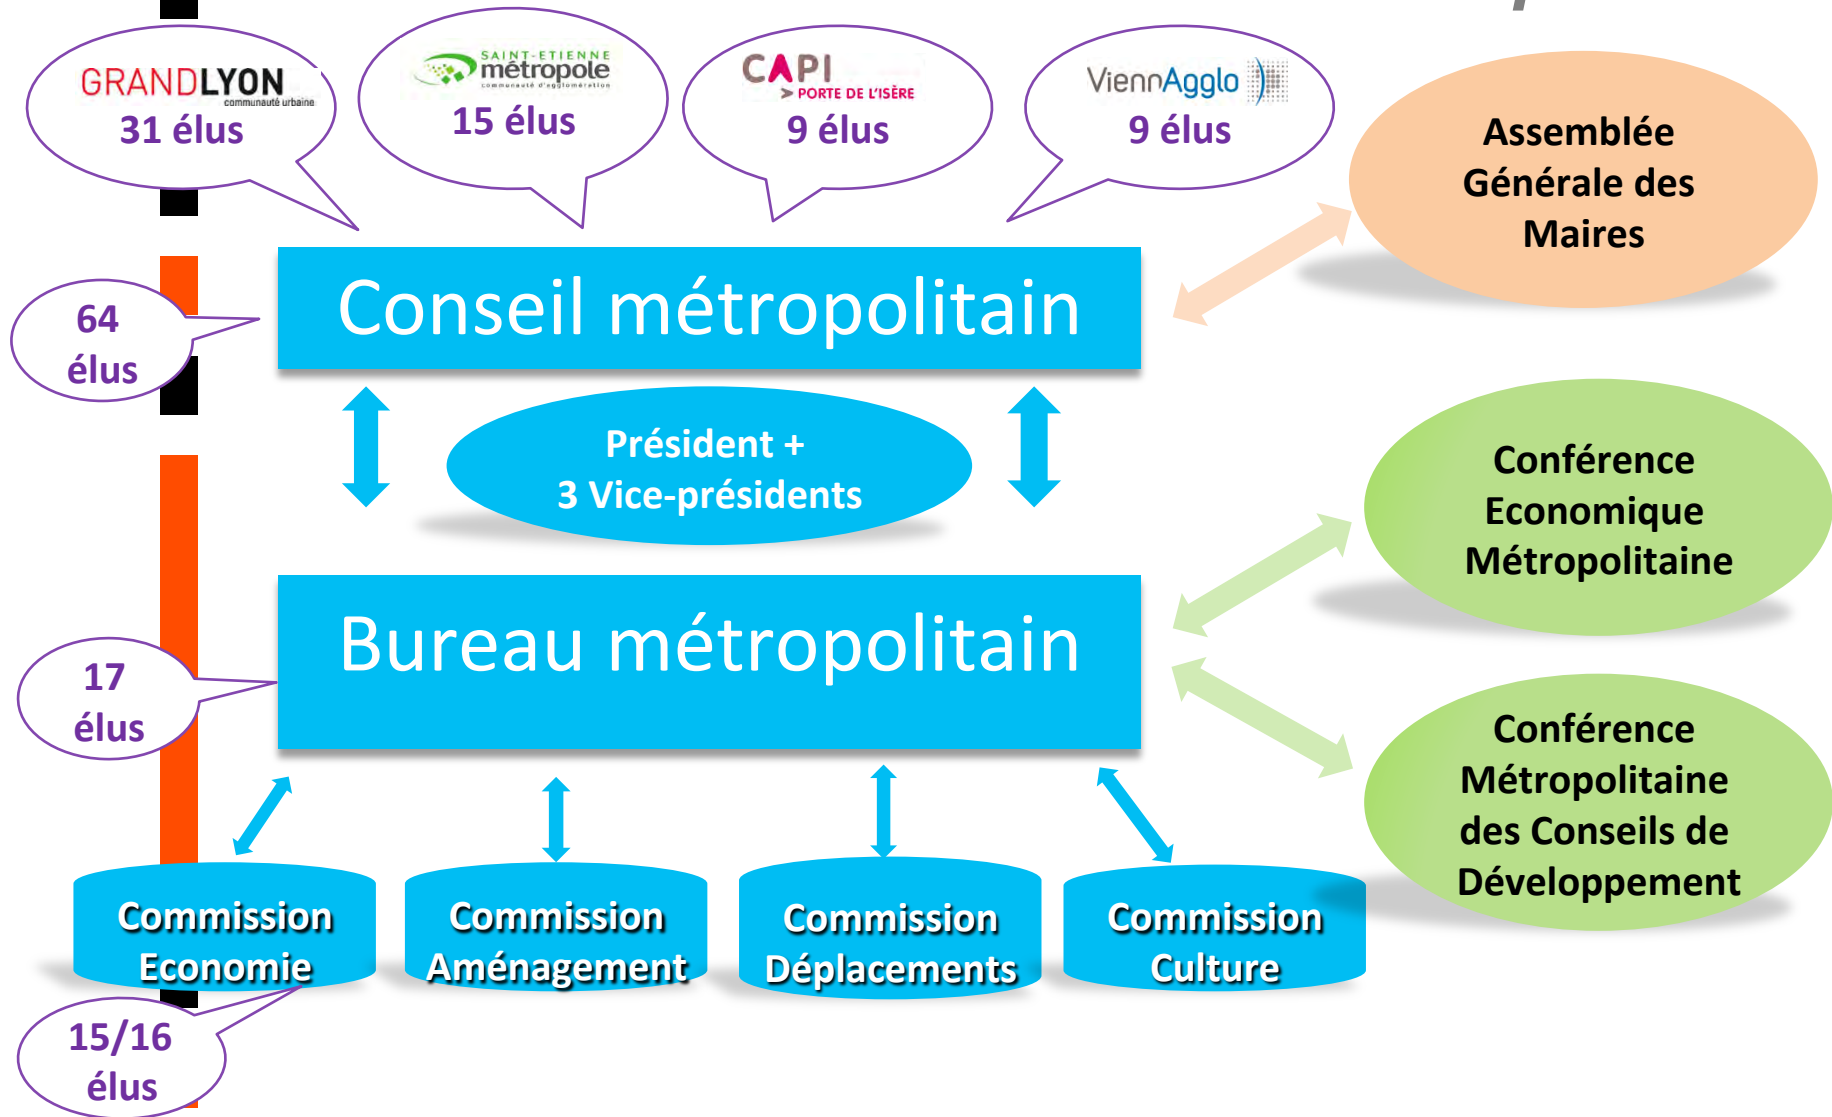 GRANDLYON
communauté urbaine
31 élus
SAINT-ETIENNE
métropole
communauté d'agglomération
15 élus
CAPI
> PORTE DE L'ISÈRE
9 élus
ViennAgglo
9 élus
Assemblée
Générale des
Maires
64
élus
Conseil métropolitain
Président +
3 Vice-présidents
Conférence
Economique
Métropolitaine
17
élus
Bureau métropolitain
Conférence
Métropolitaine
des Conseils de
Développement
Commission
Economie
Commission
Aménagement
Commission
Déplacements
Commission
Culture
15/16
élus